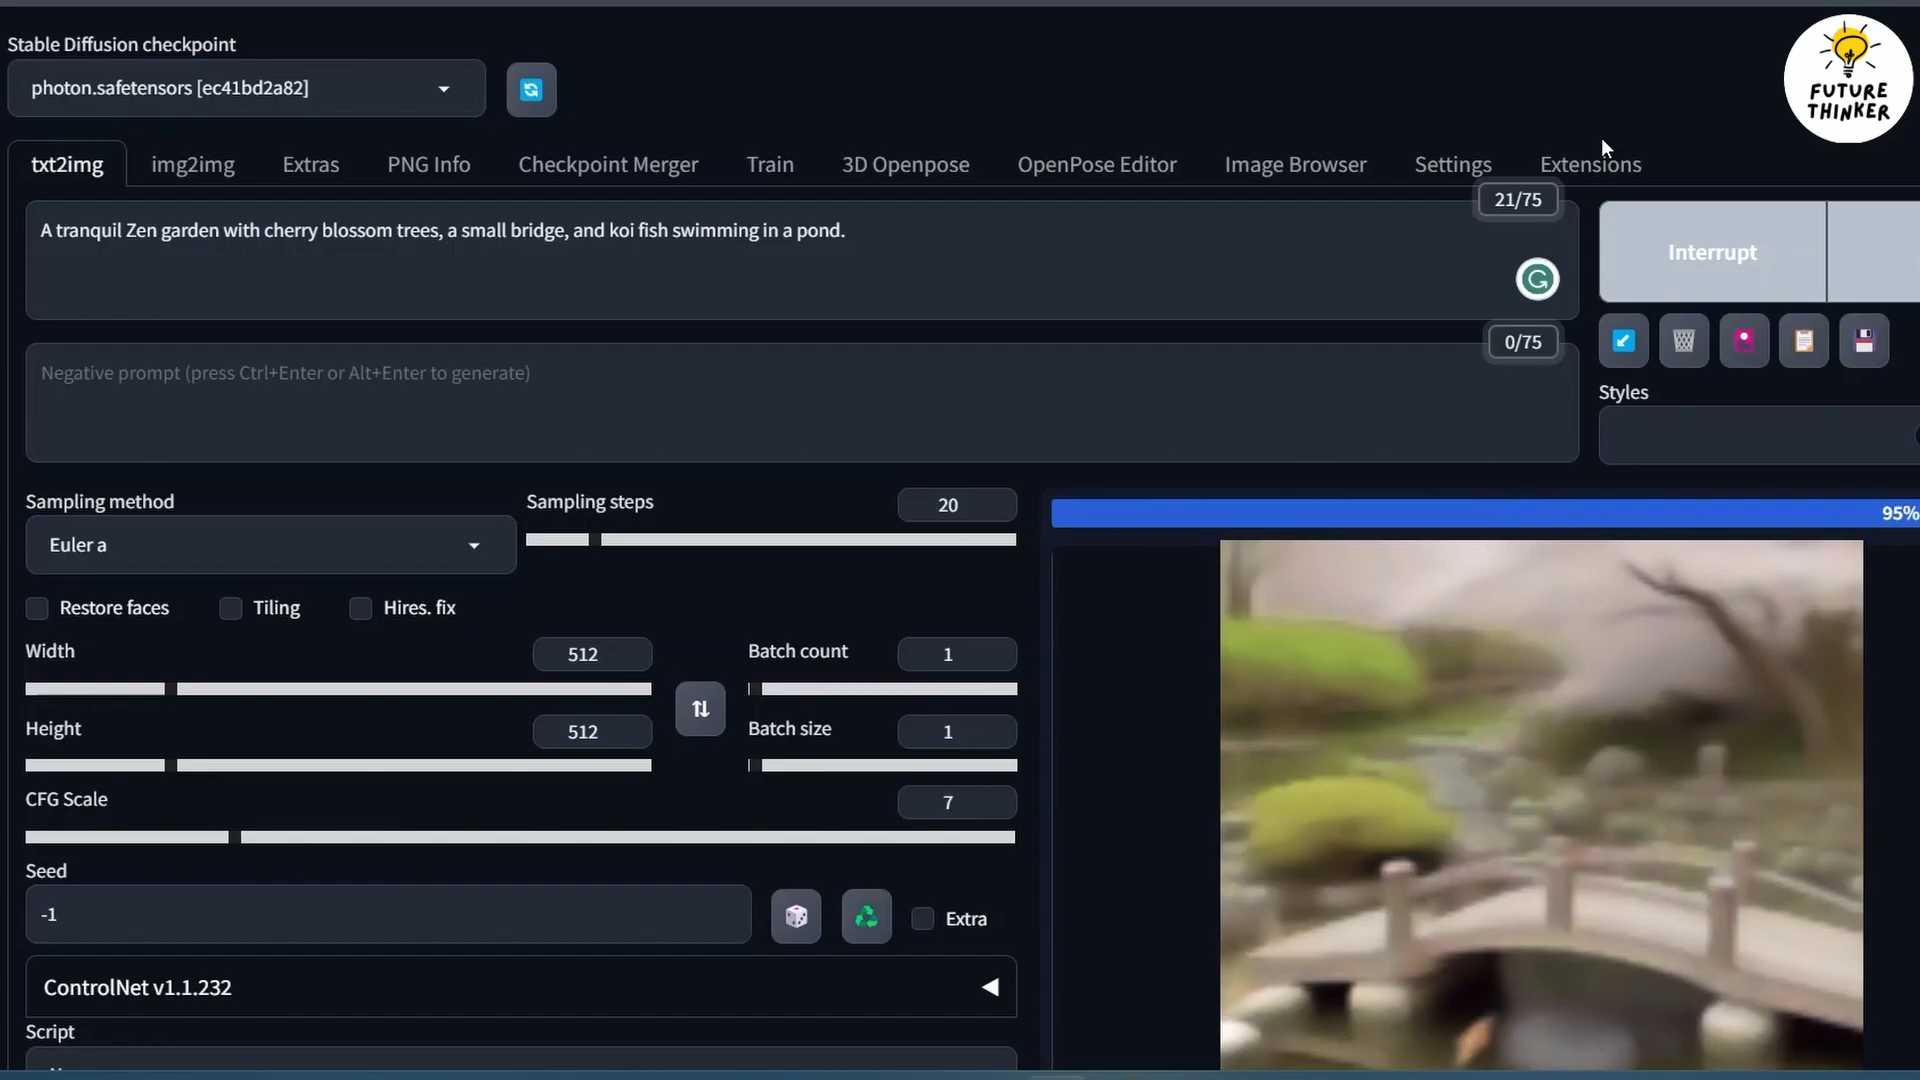 Stable Diffusion checkpoint
photon.safetensors [ec41bd2a82]
FUTURE
THINKER
txt2img
img2img
Extras
PNG Info
Checkpoint Merger
Train
3D Openpose
OpenPose Editor
Image Browser
Settings
Extensions
21/75
A tranquil Zen garden with cherry blossom trees, a small bridge, and koi fish swimming in a pond.
Interrupt
0/75
Negative prompt (press Ctrl+Enter or Alt+Enter to generate)
Styles
Sampling method
Euler a
Sampling steps
20
95%
Restore faces
Tiling
Hires. fix
Width
512
Batch count
1
Height
512
Batch size
1
CFG Scale
7
Seed
-1
Extra
ControlNet v1.1.232
Script